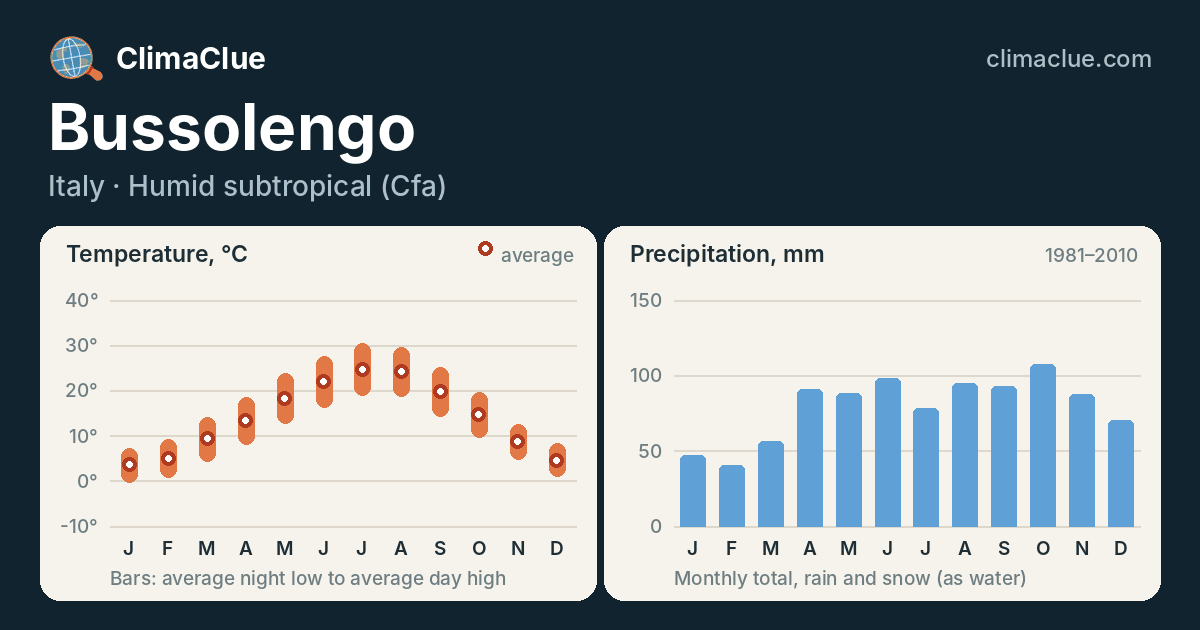 ClimaClue
climaclue.com
Bussolengo
Italy · Humid subtropical (Cfa)
Temperature, °C
average
40°
30°
20°
10°
0°
-10°
J F M A M J J A S O N D
Bars: average night low to average day high
Precipitation, mm
1981–2010
150
100
50
0
J F M A M J J A S O N D
Monthly total, rain and snow (as water)